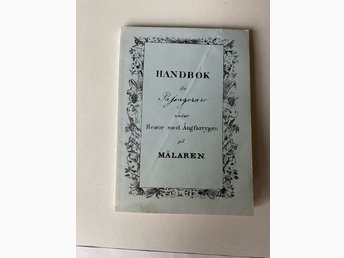 HANDBOK
för
Passagerare
under
Resor med Ångfartygen
på
MÄLAREN.